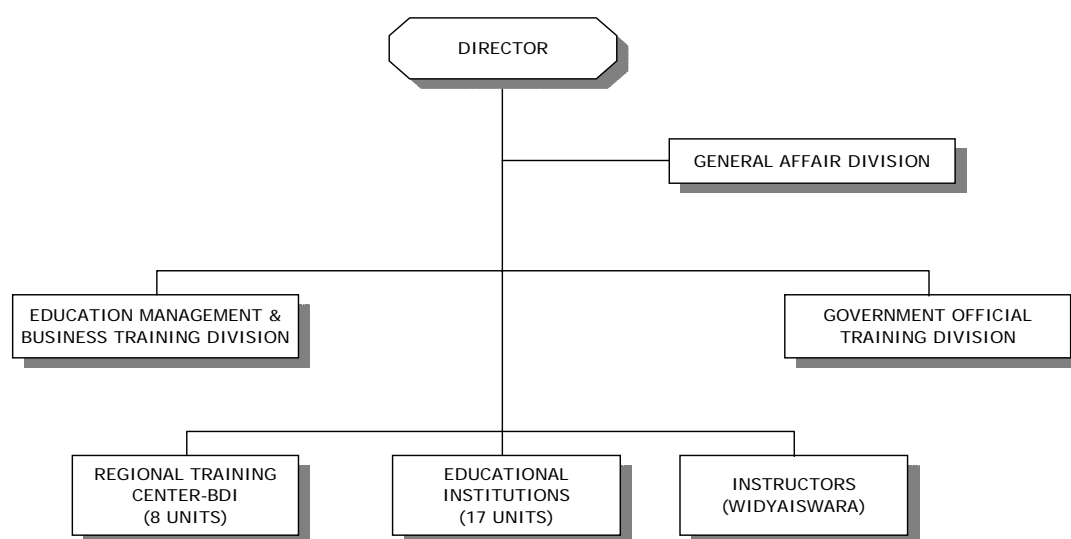 DIRECTOR
GENERAL AFFAIR DIVISION
EDUCATION MANAGEMENT &
BUSINESS TRAINING DIVISION
GOVERNMENT OFFICIAL
TRAINING DIVISION
REGIONAL TRAINING
CENTER-BDI
(8 UNITS)
EDUCATIONAL
INSTITUTIONS
(17 UNITS)
INSTRUCTORS
(WIDYAISWARA)